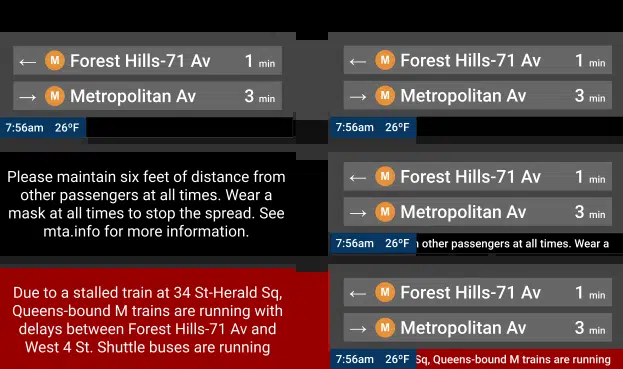 ← M Forest Hills-71 Av 1 min
→ M Metropolitan Av 3 min
7:56am 26ºF
Please maintain six feet of distance from
other passengers at all times. Wear a
mask at all times to stop the spread. See
mta.info for more information.
Due to a stalled train at 34 St-Herald Sq,
Queens-bound M trains are running with
delays between Forest Hills-71 Av and
West 4 St. Shuttle buses are running
← M Forest Hills-71 Av 1 min
→ M Metropolitan Av 3 min
7:56am 26ºF
← M Forest Hills-71 Av 1 min
→ M Metropolitan Av 3 min
7:56am 26ºF other passengers at all times. Wear a
← M Forest Hills-71 Av 1 min
→ M Metropolitan Av 3 min
7:56am 26ºF Sq, Queens-bound M trains are running